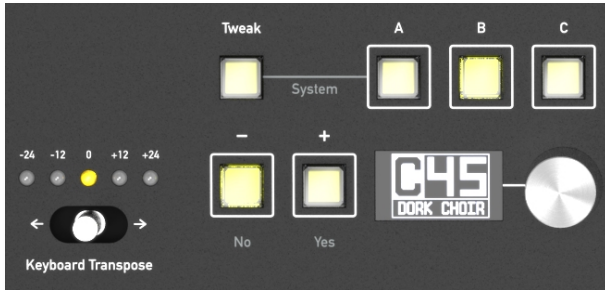 Tweak
A
B
C
System
-24 -12 0 +12 +24
− +
C45
DORK CHOIR
← →
No
Yes
Keyboard Transpose